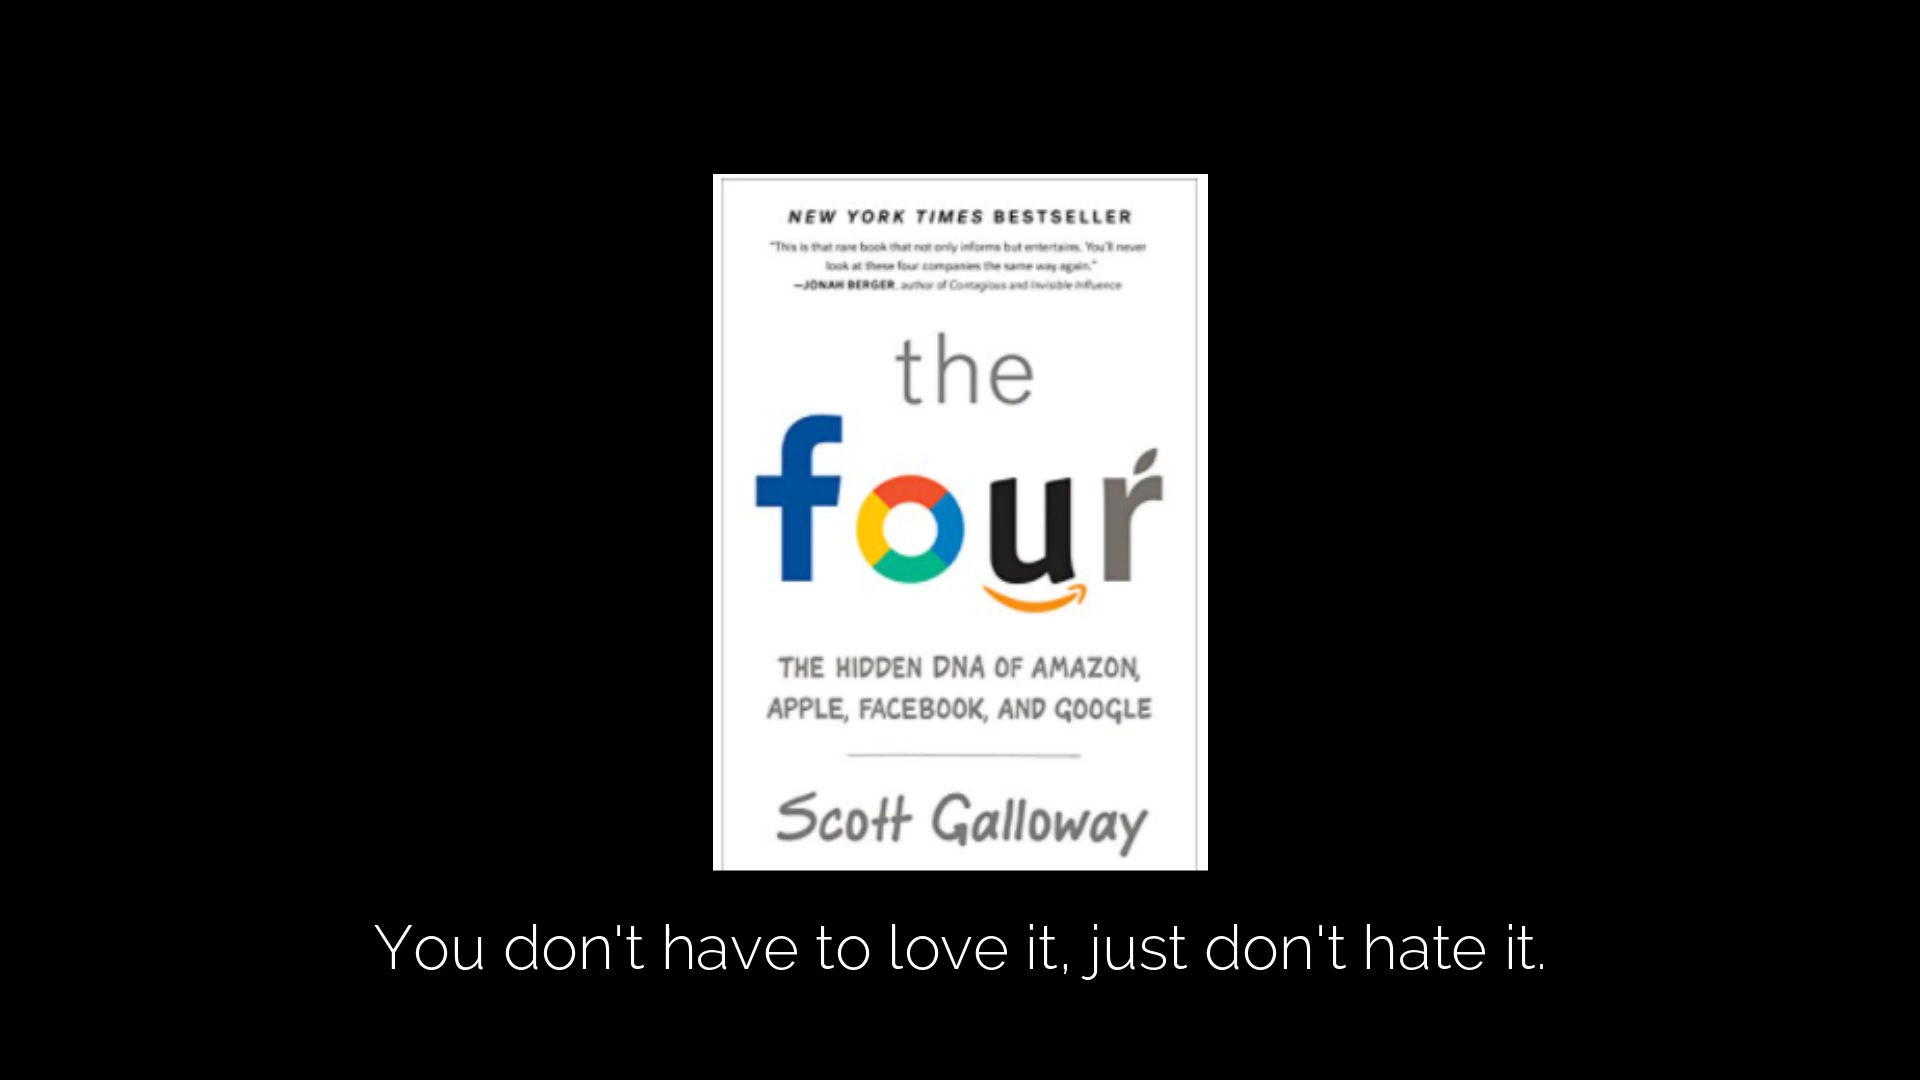 NEW YORK TIMES BESTSELLER
"This is that rare book that not only informs but entertains. You'll never
look at these four companies the same way again."
—JONAH BERGER, author of Contagious and Invisible Influence
the
four
THE HIDDEN DNA OF AMAZON,
APPLE, FACEBOOK, AND GOOGLE
Scott Galloway
You don't have to love it, just don't hate it.